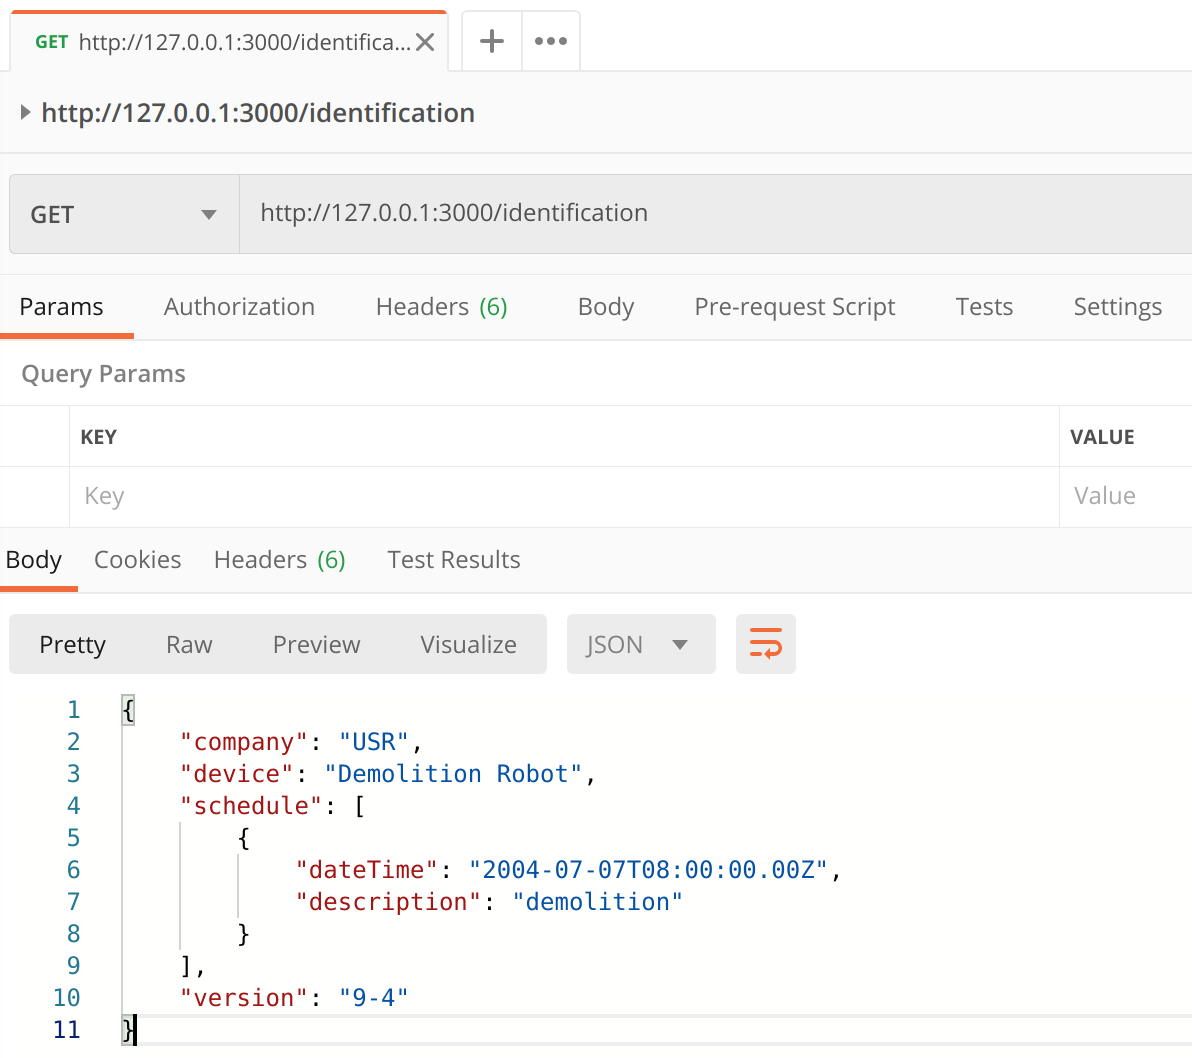 GET http://127.0.0.1:3000/identifica...
http://127.0.0.1:3000/identification
GET http://127.0.0.1:3000/identification
Params Authorization Headers (6) Body Pre-request Script Tests Settings
Query Params
KEY VALUE
Key Value
Body Cookies Headers (6) Test Results
Pretty Raw Preview Visualize JSON
1 {
2 "company": "USR",
3 "device": "Demolition Robot",
4 "schedule": [
5 {
6 "dateTime": "2004-07-07T08:00:00.00Z",
7 "description": "demolition"
8 }
9 ],
10 "version": "9-4"
11 }